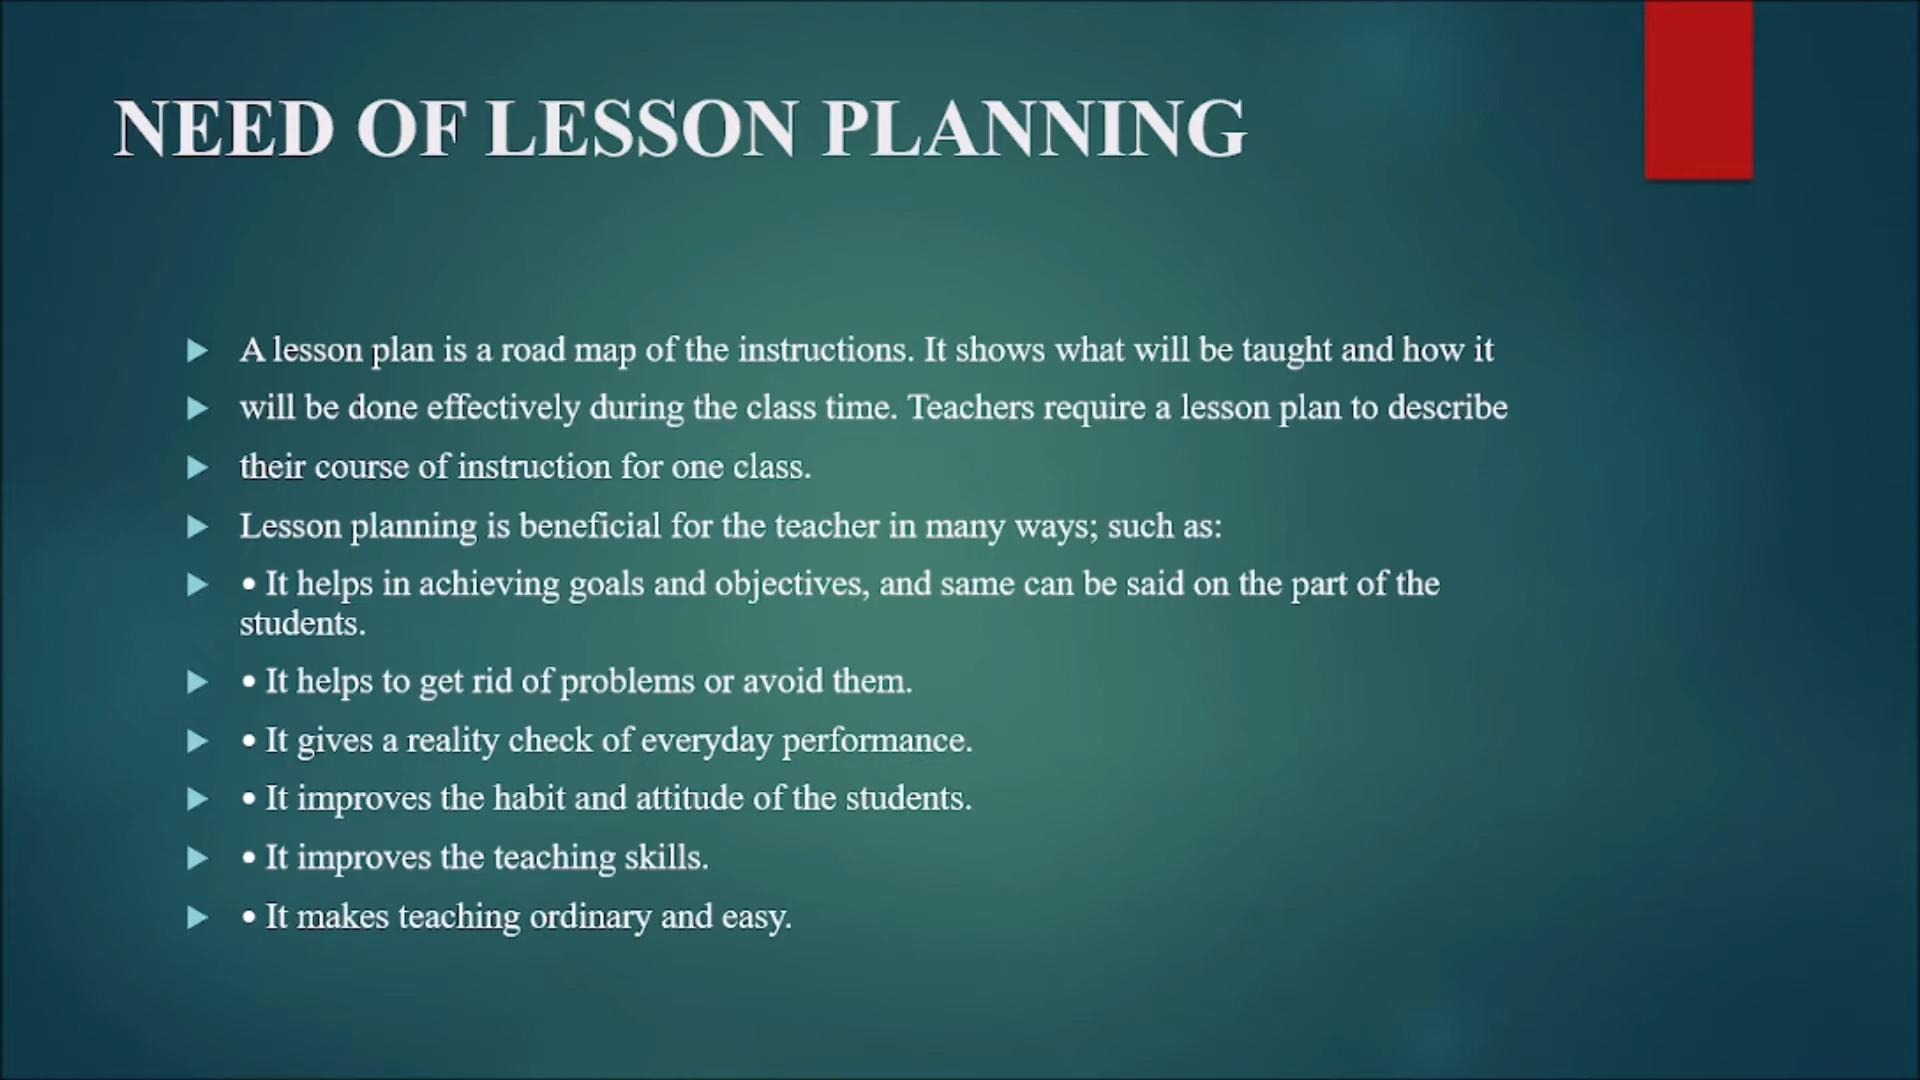 NEED OF LESSON PLANNING
A lesson plan is a road map of the instructions. It shows what will be taught and how it
will be done effectively during the class time. Teachers require a lesson plan to describe
their course of instruction for one class.
Lesson planning is beneficial for the teacher in many ways; such as:
• It helps in achieving goals and objectives, and same can be said on the part of the
students.
• It helps to get rid of problems or avoid them.
• It gives a reality check of everyday performance.
• It improves the habit and attitude of the students.
• It improves the teaching skills.
• It makes teaching ordinary and easy.